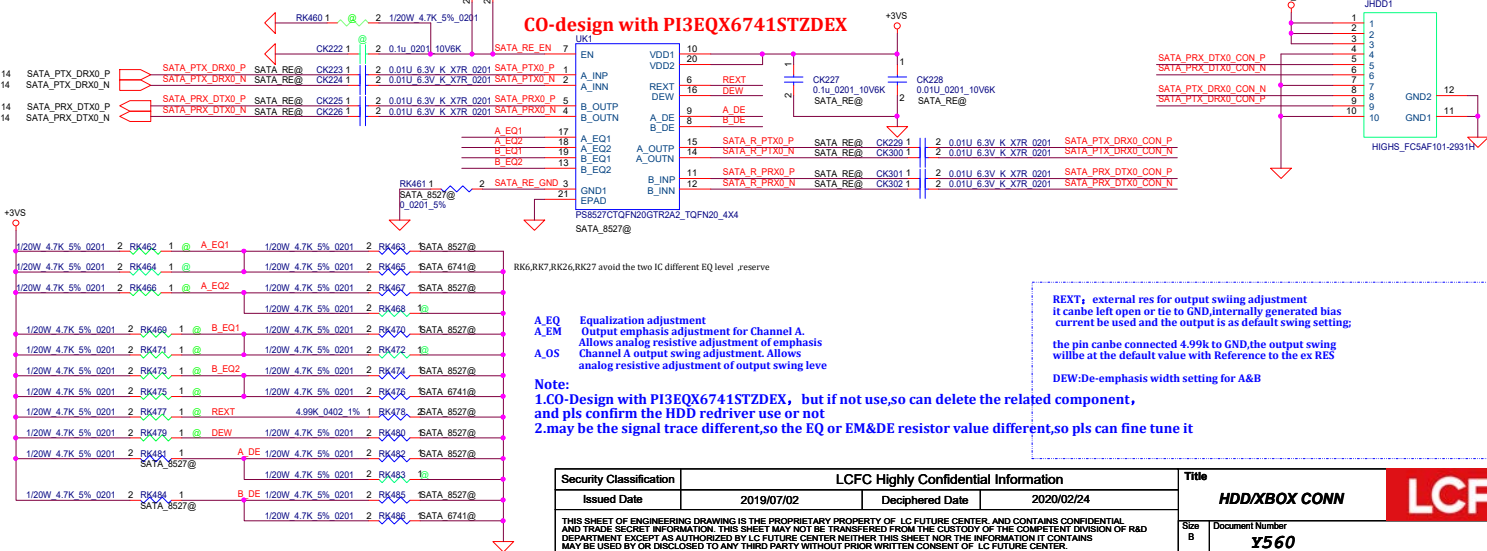 RK460 1 @ 2 1/20W_4.7K_5%_0201
CO-design with PI3EQX6741STZDEX
+3VS
JHDD1
CK222 1 @ 2 0.1u_0201_10V6K SATA_RE_EN 7
14 SATA_PTX_DRX0_P SATA_PTX_DRX0_P SATA_RE@ CK223 1 2 0.01U_6.3V_K_X7R_0201 SATA_PTX0_P 1
14 SATA_PTX_DRX0_N SATA_PTX_DRX0_N SATA_RE@ CK224 1 2 0.01U_6.3V_K_X7R_0201 SATA_PTX0_N 2
14 SATA_PRX_DTX0_P SATA_PRX_DTX0_P SATA_RE@ CK225 1 2 0.01U_6.3V_K_X7R_0201 SATA_PRX0_P 5
14 SATA_PRX_DTX0_N SATA_PRX_DTX0_N SATA_RE@ CK226 1 2 0.01U_6.3V_K_X7R_0201 SATA_PRX0_N 4
A_EQ1 17
A_EQ2 18
B_EQ1 19
B_EQ2 13
RK461 1 2 SATA_RE_GND 3
SATA_8527@
0_0201_5%
21
UK1
EN
A_INP
A_INN
B_OUTP
B_OUTN
A_EQ1
A_EQ2
B_EQ1
B_EQ2
GND1
EPAD
VDD1 10
VDD2 20
REXT 6 REXT
DEW 16 DEW
A_DE 9 A_DE
B_DE 8 B_DE
A_OUTP 15 SATA_R_PTX0_P SATA_RE@ CK229 1 2 0.01U_6.3V_K_X7R_0201 SATA_PTX_DRX0_CON_P
A_OUTN 14 SATA_R_PTX0_N SATA_RE@ CK300 1 2 0.01U_6.3V_K_X7R_0201 SATA_PTX_DRX0_CON_N
B_INP 11 SATA_R_PRX0_P SATA_RE@ CK301 1 2 0.01U_6.3V_K_X7R_0201 SATA_PRX_DTX0_CON_P
B_INN 12 SATA_R_PRX0_N SATA_RE@ CK302 1 2 0.01U_6.3V_K_X7R_0201 SATA_PRX_DTX0_CON_N
PS8527CTQFN20GTR2A2_TQFN20_4X4
SATA_8527@
1 2 CK227
0.1u_0201_10V6K
SATA_RE@
1 2 CK228
0.01U_0201_10V6K
SATA_RE@
1 1
2 2
3 3
4 4
SATA_PRX_DTX0_CON_P 5 5
SATA_PRX_DTX0_CON_N 6 6
7 7
SATA_PTX_DRX0_CON_N 8 8
SATA_PTX_DRX0_CON_P 9 9
10 10
GND2 12
GND1 11
HIGHS_FC5AF101-2931H
+3VS
1/20W_4.7K_5%_0201 2 RK462 1 @ A_EQ1 1/20W_4.7K_5%_0201 2 RK463 1 SATA_8527@
1/20W_4.7K_5%_0201 2 RK464 1 @ 1/20W_4.7K_5%_0201 2 RK465 1 SATA_6741@
1/20W_4.7K_5%_0201 2 RK466 1 @ A_EQ2 1/20W_4.7K_5%_0201 2 RK467 1 SATA_8527@
1/20W_4.7K_5%_0201 2 RK468 1 @
1/20W_4.7K_5%_0201 2 RK469 1 @ B_EQ1 1/20W_4.7K_5%_0201 2 RK470 1 SATA_8527@
1/20W_4.7K_5%_0201 2 RK471 1 @ 1/20W_4.7K_5%_0201 2 RK472 1 @
1/20W_4.7K_5%_0201 2 RK473 1 @ B_EQ2 1/20W_4.7K_5%_0201 2 RK474 1 SATA_8527@
1/20W_4.7K_5%_0201 2 RK475 1 @ 1/20W_4.7K_5%_0201 2 RK476 1 SATA_6741@
1/20W_4.7K_5%_0201 2 RK477 1 @ REXT 4.99K_0402_1% 1 RK478 2 SATA_8527@
1/20W_4.7K_5%_0201 2 RK479 1 @ DEW 1/20W_4.7K_5%_0201 2 RK480 1 SATA_8527@
1/20W_4.7K_5%_0201 2 RK481 1 A_DE 1/20W_4.7K_5%_0201 2 RK482 1 SATA_8527@
SATA_8527@
1/20W_4.7K_5%_0201 2 RK483 1 @
1/20W_4.7K_5%_0201 2 RK484 1 B_DE 1/20W_4.7K_5%_0201 2 RK485 1 SATA_8527@
SATA_8527@
1/20W_4.7K_5%_0201 2 RK486 1 SATA_6741@
RK6,RK7,RK26,RK27 avoid the two IC different EQ level ,reserve
A_EQ Equalization adjustment
A_EM Output emphasis adjustment for Channel A.
Allows analog resistive adjustment of emphasis
A_OS Channel A output swing adjustment. Allows
analog resistive adjustment of output swing leve
Note:
1.CO-Design with PI3EQX6741STZDEX，but if not use,so can delete the related component，
and pls confirm the HDD redriver use or not
2.may be the signal trace different,so the EQ or EM&DE resistor value different,so pls can fine tune it
REXT：external res for output swiing adjustment
it canbe left open or tie to GND,internally generated bias
current be used and the output is as default swing setting;
the pin canbe connected 4.99k to GND,the output swing
willbe at the default value with Reference to the ex RES
DEW:De-emphasis width setting for A&B
Security Classification LCFC Highly Confidential Information
Issued Date 2019/07/02 Deciphered Date 2020/02/24
THIS SHEET OF ENGINEERING DRAWING IS THE PROPRIETARY PROPERTY OF LC FUTURE CENTER. AND CONTAINS CONFIDENTIAL
AND TRADE SECRET INFORMATION. THIS SHEET MAY NOT BE TRANSFERED FROM THE CUSTODY OF THE COMPETENT DIVISION OF R&D
DEPARTMENT EXCEPT AS AUTHORIZED BY LC FUTURE CENTER NEITHER THIS SHEET NOR THE INFORMATION IT CONTAINS
MAY BE USED BY OR DISCLOSED TO ANY THIRD PARTY WITHOUT PRIOR WRITTEN CONSENT OF LC FUTURE CENTER.
Title
HDD/XBOX CONN
LCF
Size Document Number
B Y560